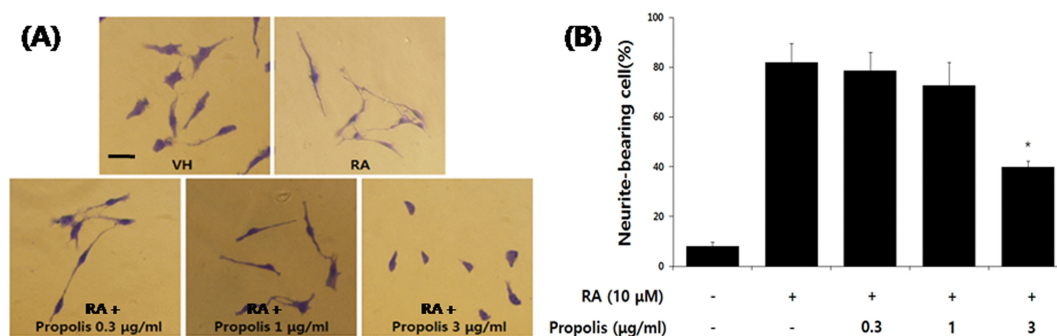 (A)
VH
RA
RA +
Propolis 0.3 µg/ml
RA +
Propolis 1 µg/ml
RA +
Propolis 3 µg/ml
(B)
Neurite-bearing cell(%)
100
80
60
40
20
0
*
RA (10 µM) - + + + +
Propolis (µg/ml) - - 0.3 1 3